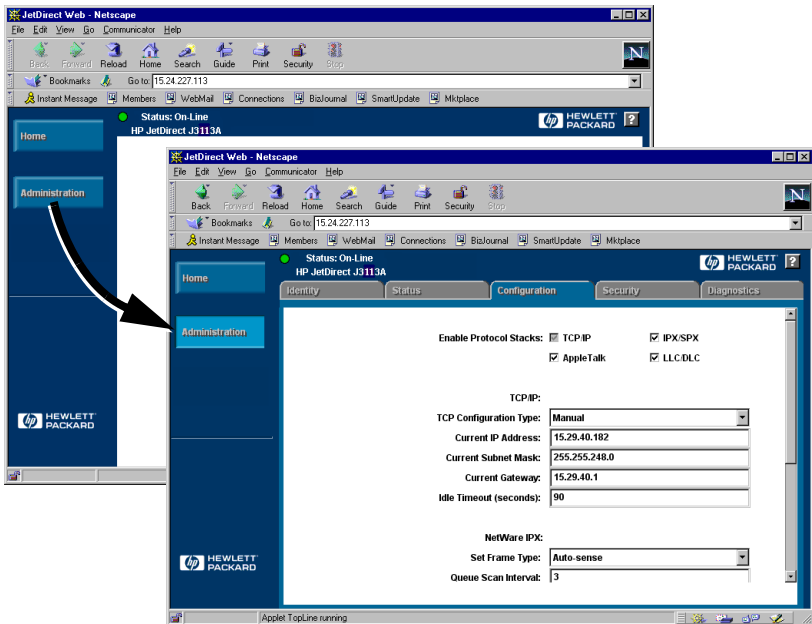 JetDirect Web - Netscape
File Edit View Go Communicator Help
Back Forward Reload Home Search Guide Print Security Stop
N
Bookmarks Go to: 15.24.227.113
Instant Message Members WebMail Connections BizJournal SmartUpdate Mktplace
Status: On-Line
HP JetDirect J3113A
hp HEWLETT PACKARD ?
Home
Administration
hp HEWLETT PACKARD
JetDirect Web - Netscape
File Edit View Go Communicator Help
Back Forward Reload Home Search Guide Print Security Stop
N
Bookmarks Go to: 15.24.227.113
Instant Message Members WebMail Connections BizJournal SmartUpdate Mktplace
Status: On-Line
HP JetDirect J3113A
hp HEWLETT PACKARD ?
Home
Administration
Identity Status Configuration Security Diagnostics
Enable Protocol Stacks: TCP/IP IPX/SPX
AppleTalk LLC/DLC
TCP/IP:
TCP Configuration Type: Manual
Current IP Address: 15.29.40.182
Current Subnet Mask: 255.255.248.0
Current Gateway: 15.29.40.1
Idle Timeout (seconds): 90
NetWare IPX:
Set Frame Type: Auto-sense
Queue Scan Interval: 3
hp HEWLETT PACKARD
Applet TopLine running